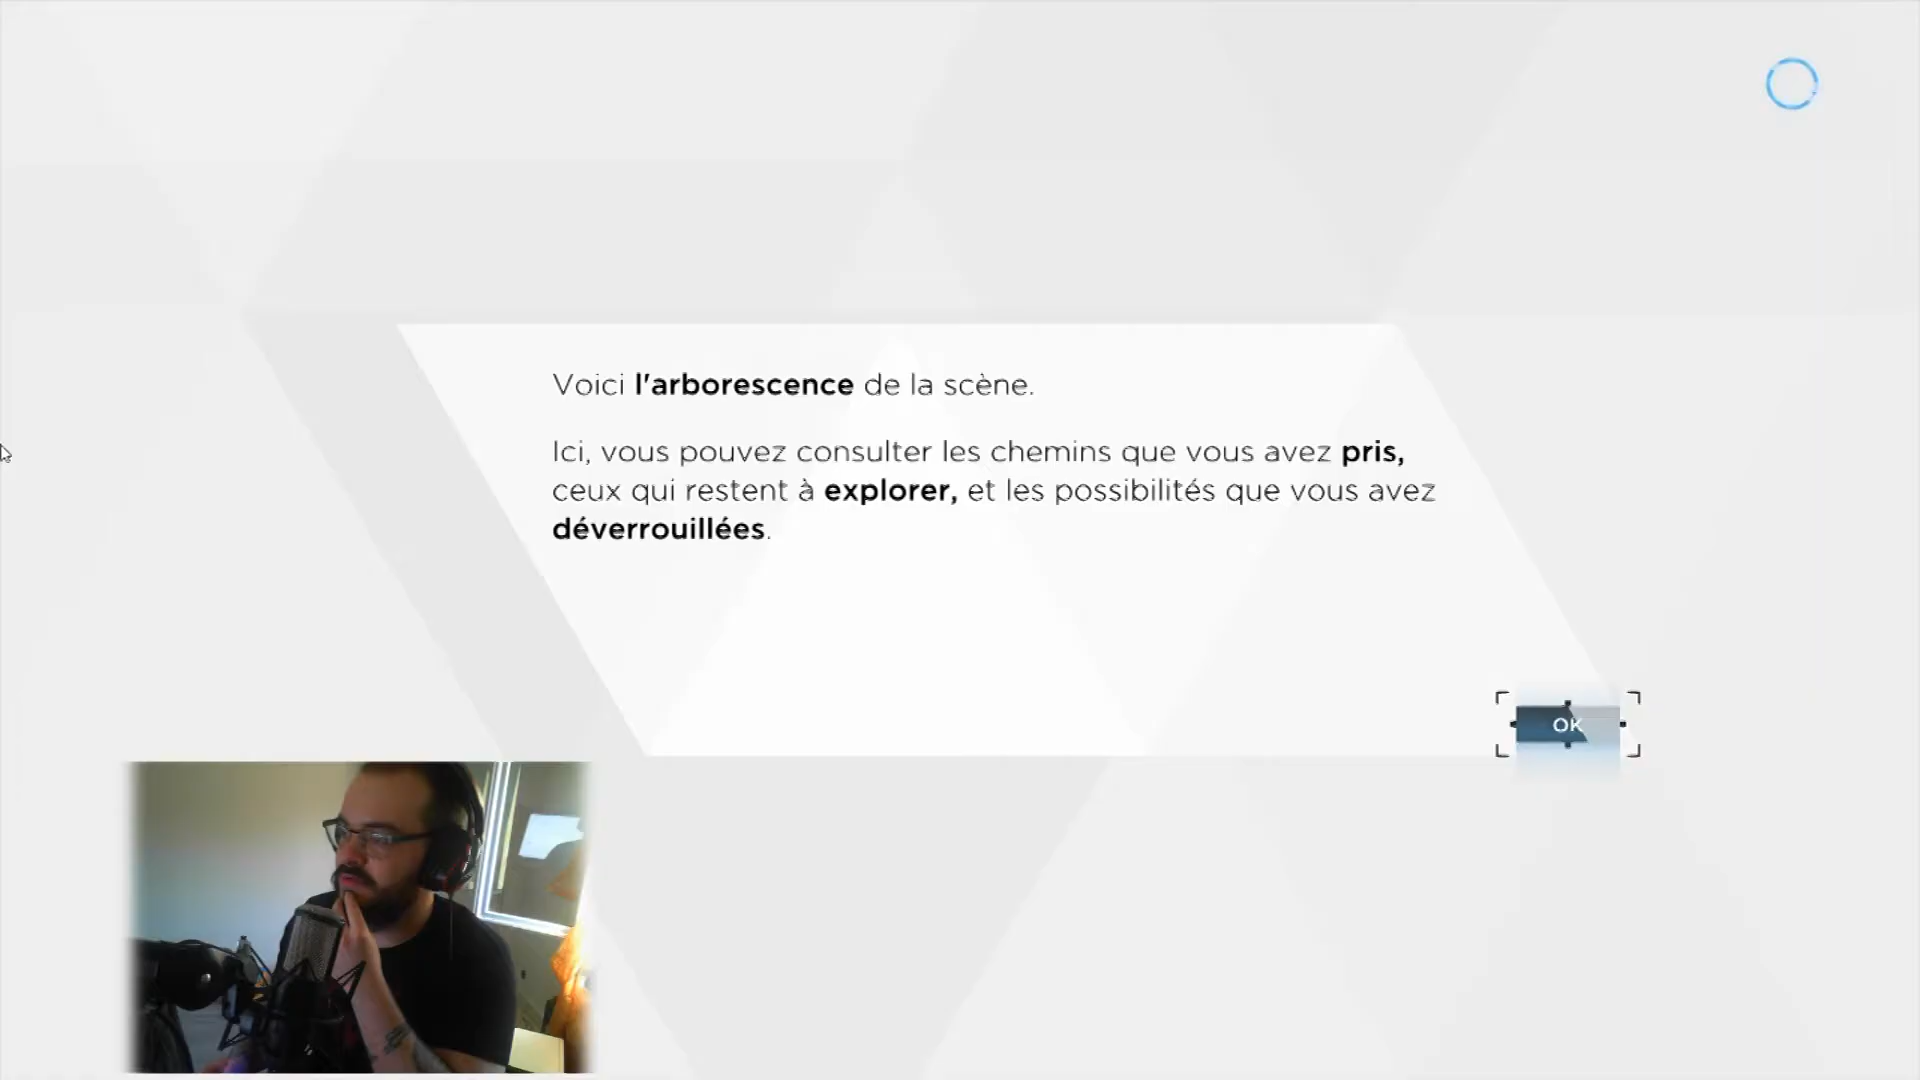 Voici l'arborescence de la scène.
Ici, vous pouvez consulter les chemins que vous avez pris,
ceux qui restent à explorer, et les possibilités que vous avez
déverrouillées.
OK